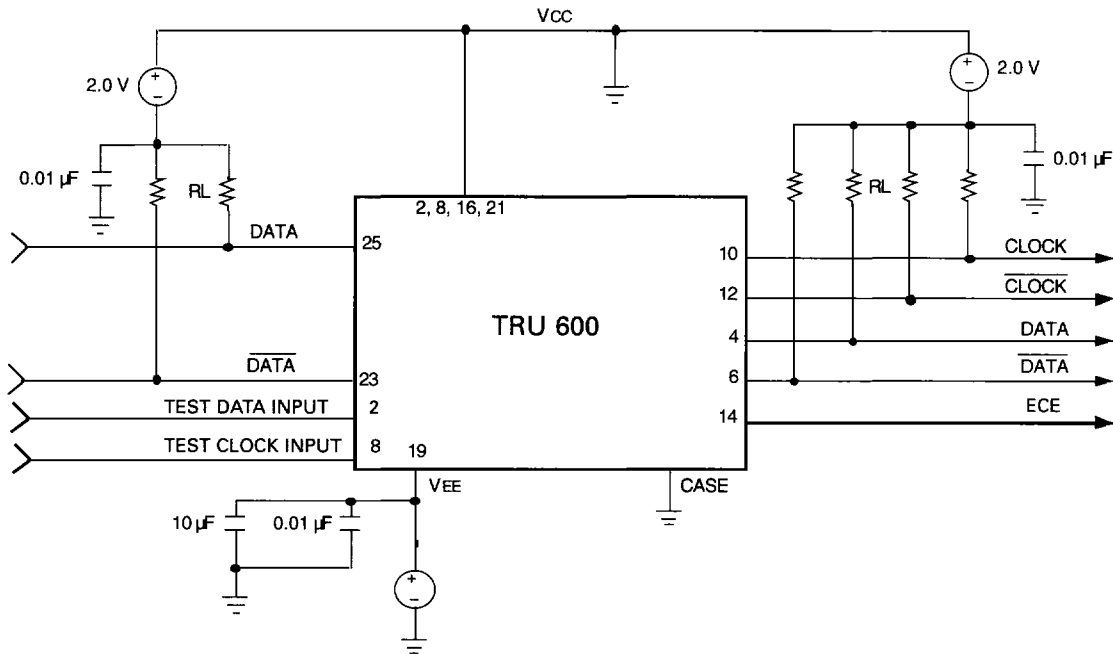 VCC
+
2.0 V
−
+
2.0 V
−
0.01 µF
RL
RL
0.01 µF
2, 8, 16, 21
DATA
25
10
CLOCK
12
CLOCK
TRU 600
4
DATA
DATA
23
6
DATA
TEST DATA INPUT
2
14
ECE
TEST CLOCK INPUT
8
19
VEE
CASE
10 µF
0.01 µF
+
−